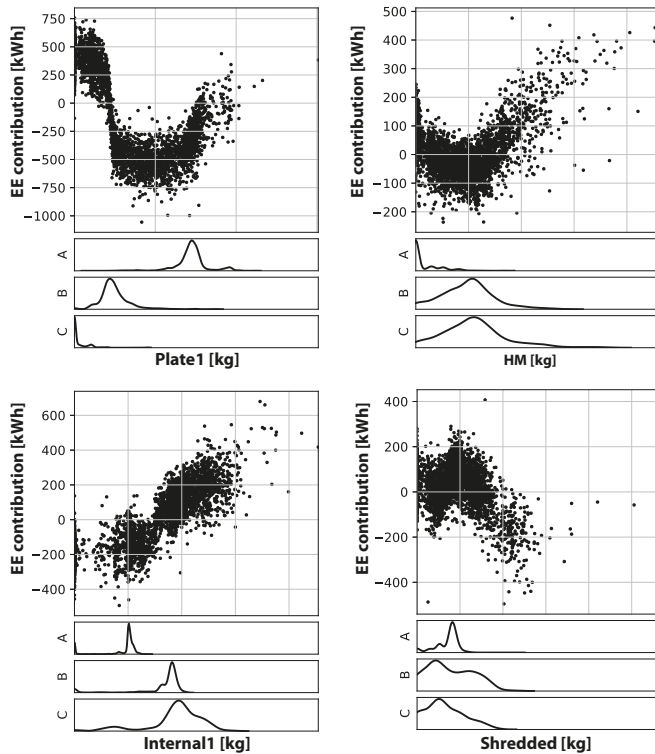 EE contribution [kWh]
750
500
250
0
−250
−500
−750
−1000
A
B
C
Plate1 [kg]
EE contribution [kWh]
500
400
300
200
100
0
−100
−200
A
B
C
HM [kg]
EE contribution [kWh]
600
400
200
0
−200
−400
A
B
C
Internal1 [kg]
EE contribution [kWh]
400
200
0
−200
−400
A
B
C
Shredded [kg]